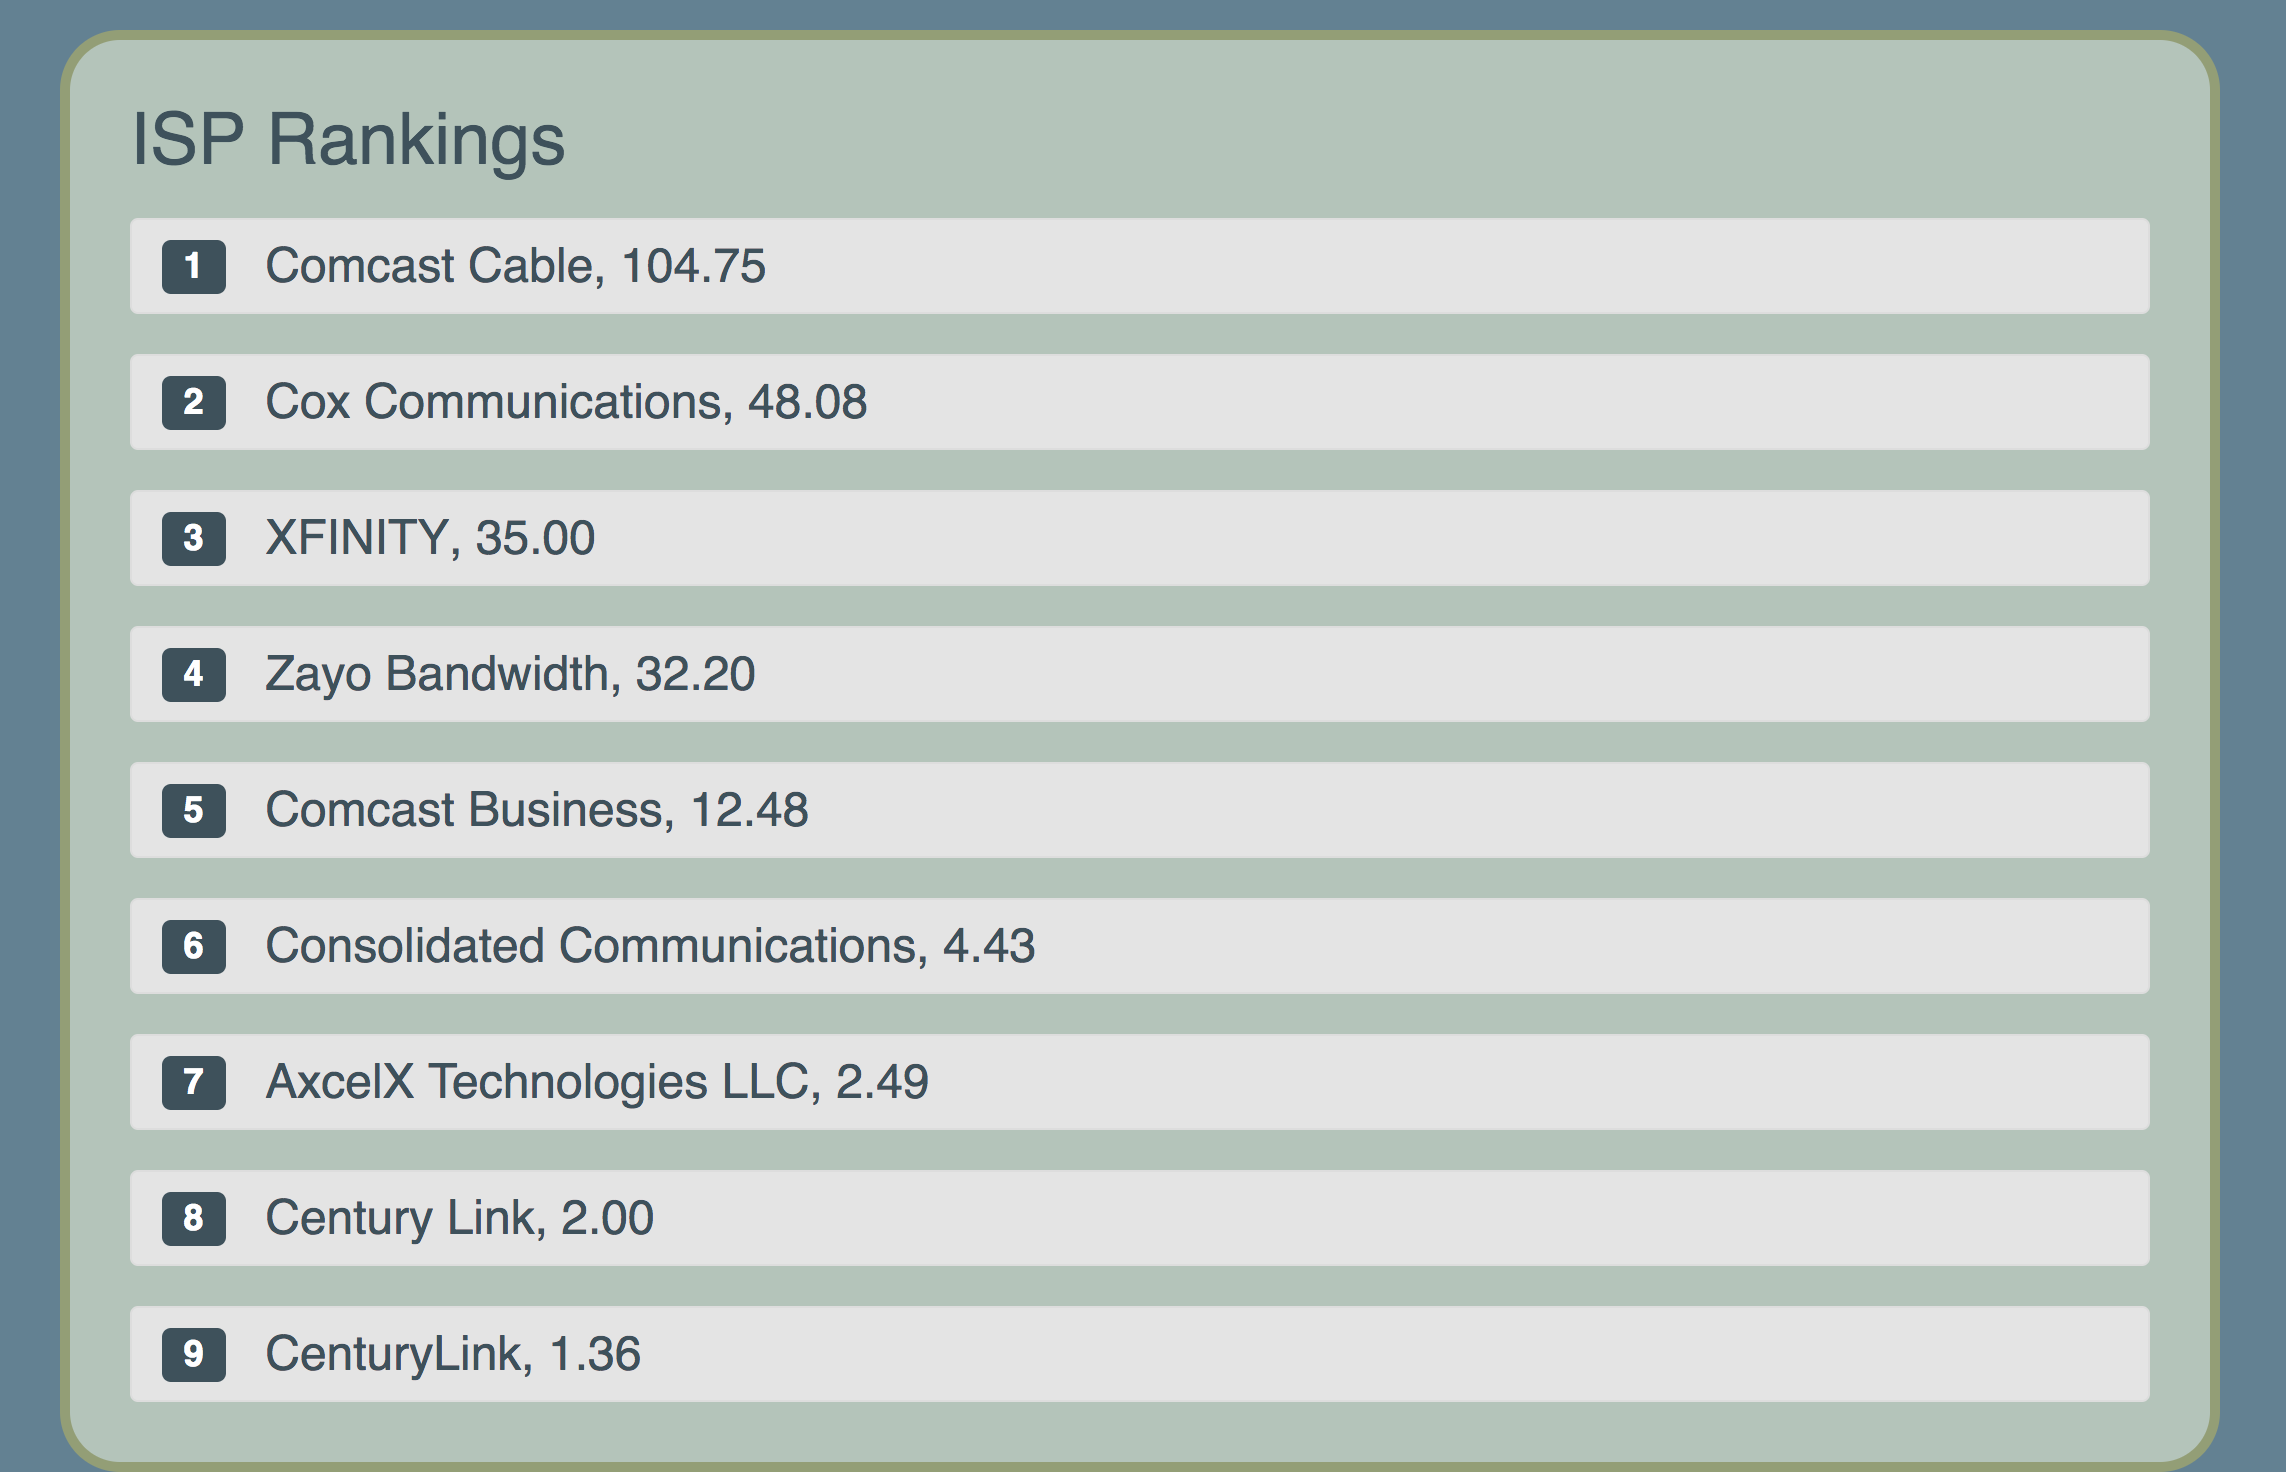 ISP Rankings
1 Comcast Cable, 104.75
2 Cox Communications, 48.08
3 XFINITY, 35.00
4 Zayo Bandwidth, 32.20
5 Comcast Business, 12.48
6 Consolidated Communications, 4.43
7 AxcelX Technologies LLC, 2.49
8 Century Link, 2.00
9 CenturyLink, 1.36